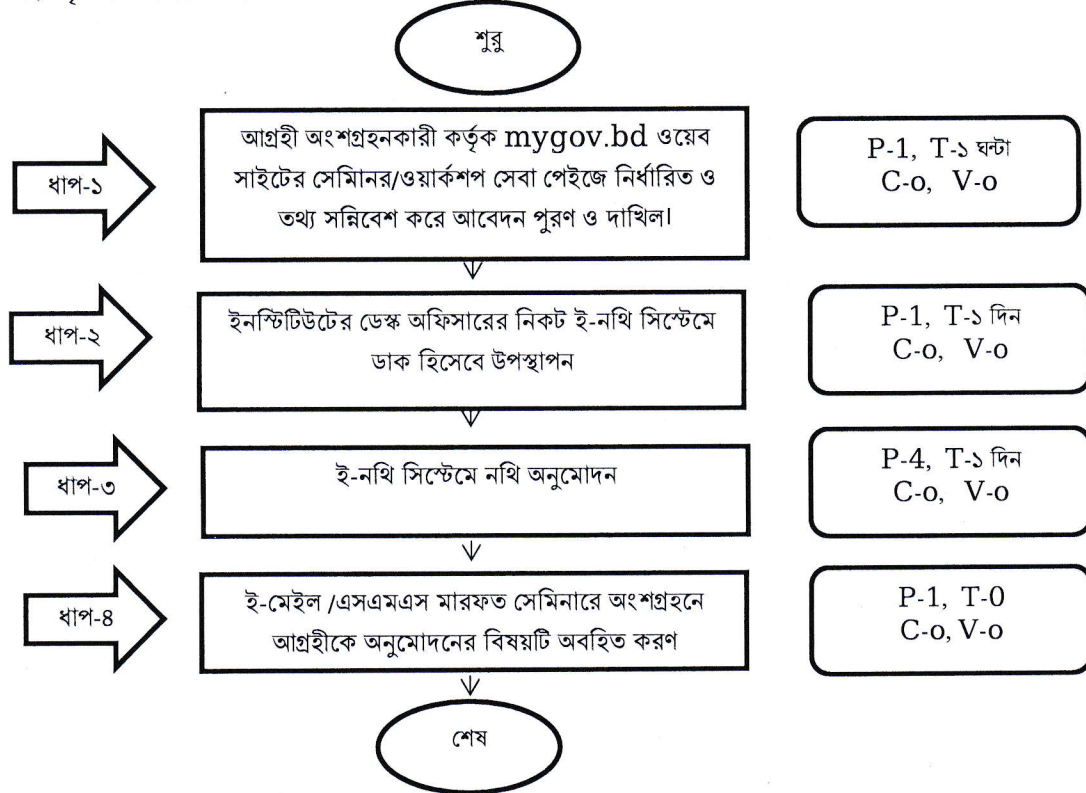 শুরু
ধাপ-১
আগ্রহী অংশগ্রহনকারী কর্তৃক mygov.bd ওয়েব
সাইটের সেমিানর/ওয়ার্কশপ সেবা পেইজে নির্ধারিত ও
তথ্য সন্নিবেশ করে আবেদন পুরণ ও দাখিল।
P-1, T-১ ঘন্টা
C-o, V-o
ধাপ-২
ইনস্টিটিউটের ডেস্ক অফিসারের নিকট ই-নথি সিস্টেমে
ডাক হিসেবে উপস্থাপন
P-1, T-১ দিন
C-o, V-o
ধাপ-৩
ই-নথি সিস্টেমে নথি অনুমোদন
P-4, T-১ দিন
C-o, V-o
ধাপ-৪
ই-মেইল /এসএমএস মারফত সেমিনারে অংশগ্রহনে
আগ্রহীকে অনুমোদনের বিষয়টি অবহিত করণ
P-1, T-0
C-o, V-o
শেষ